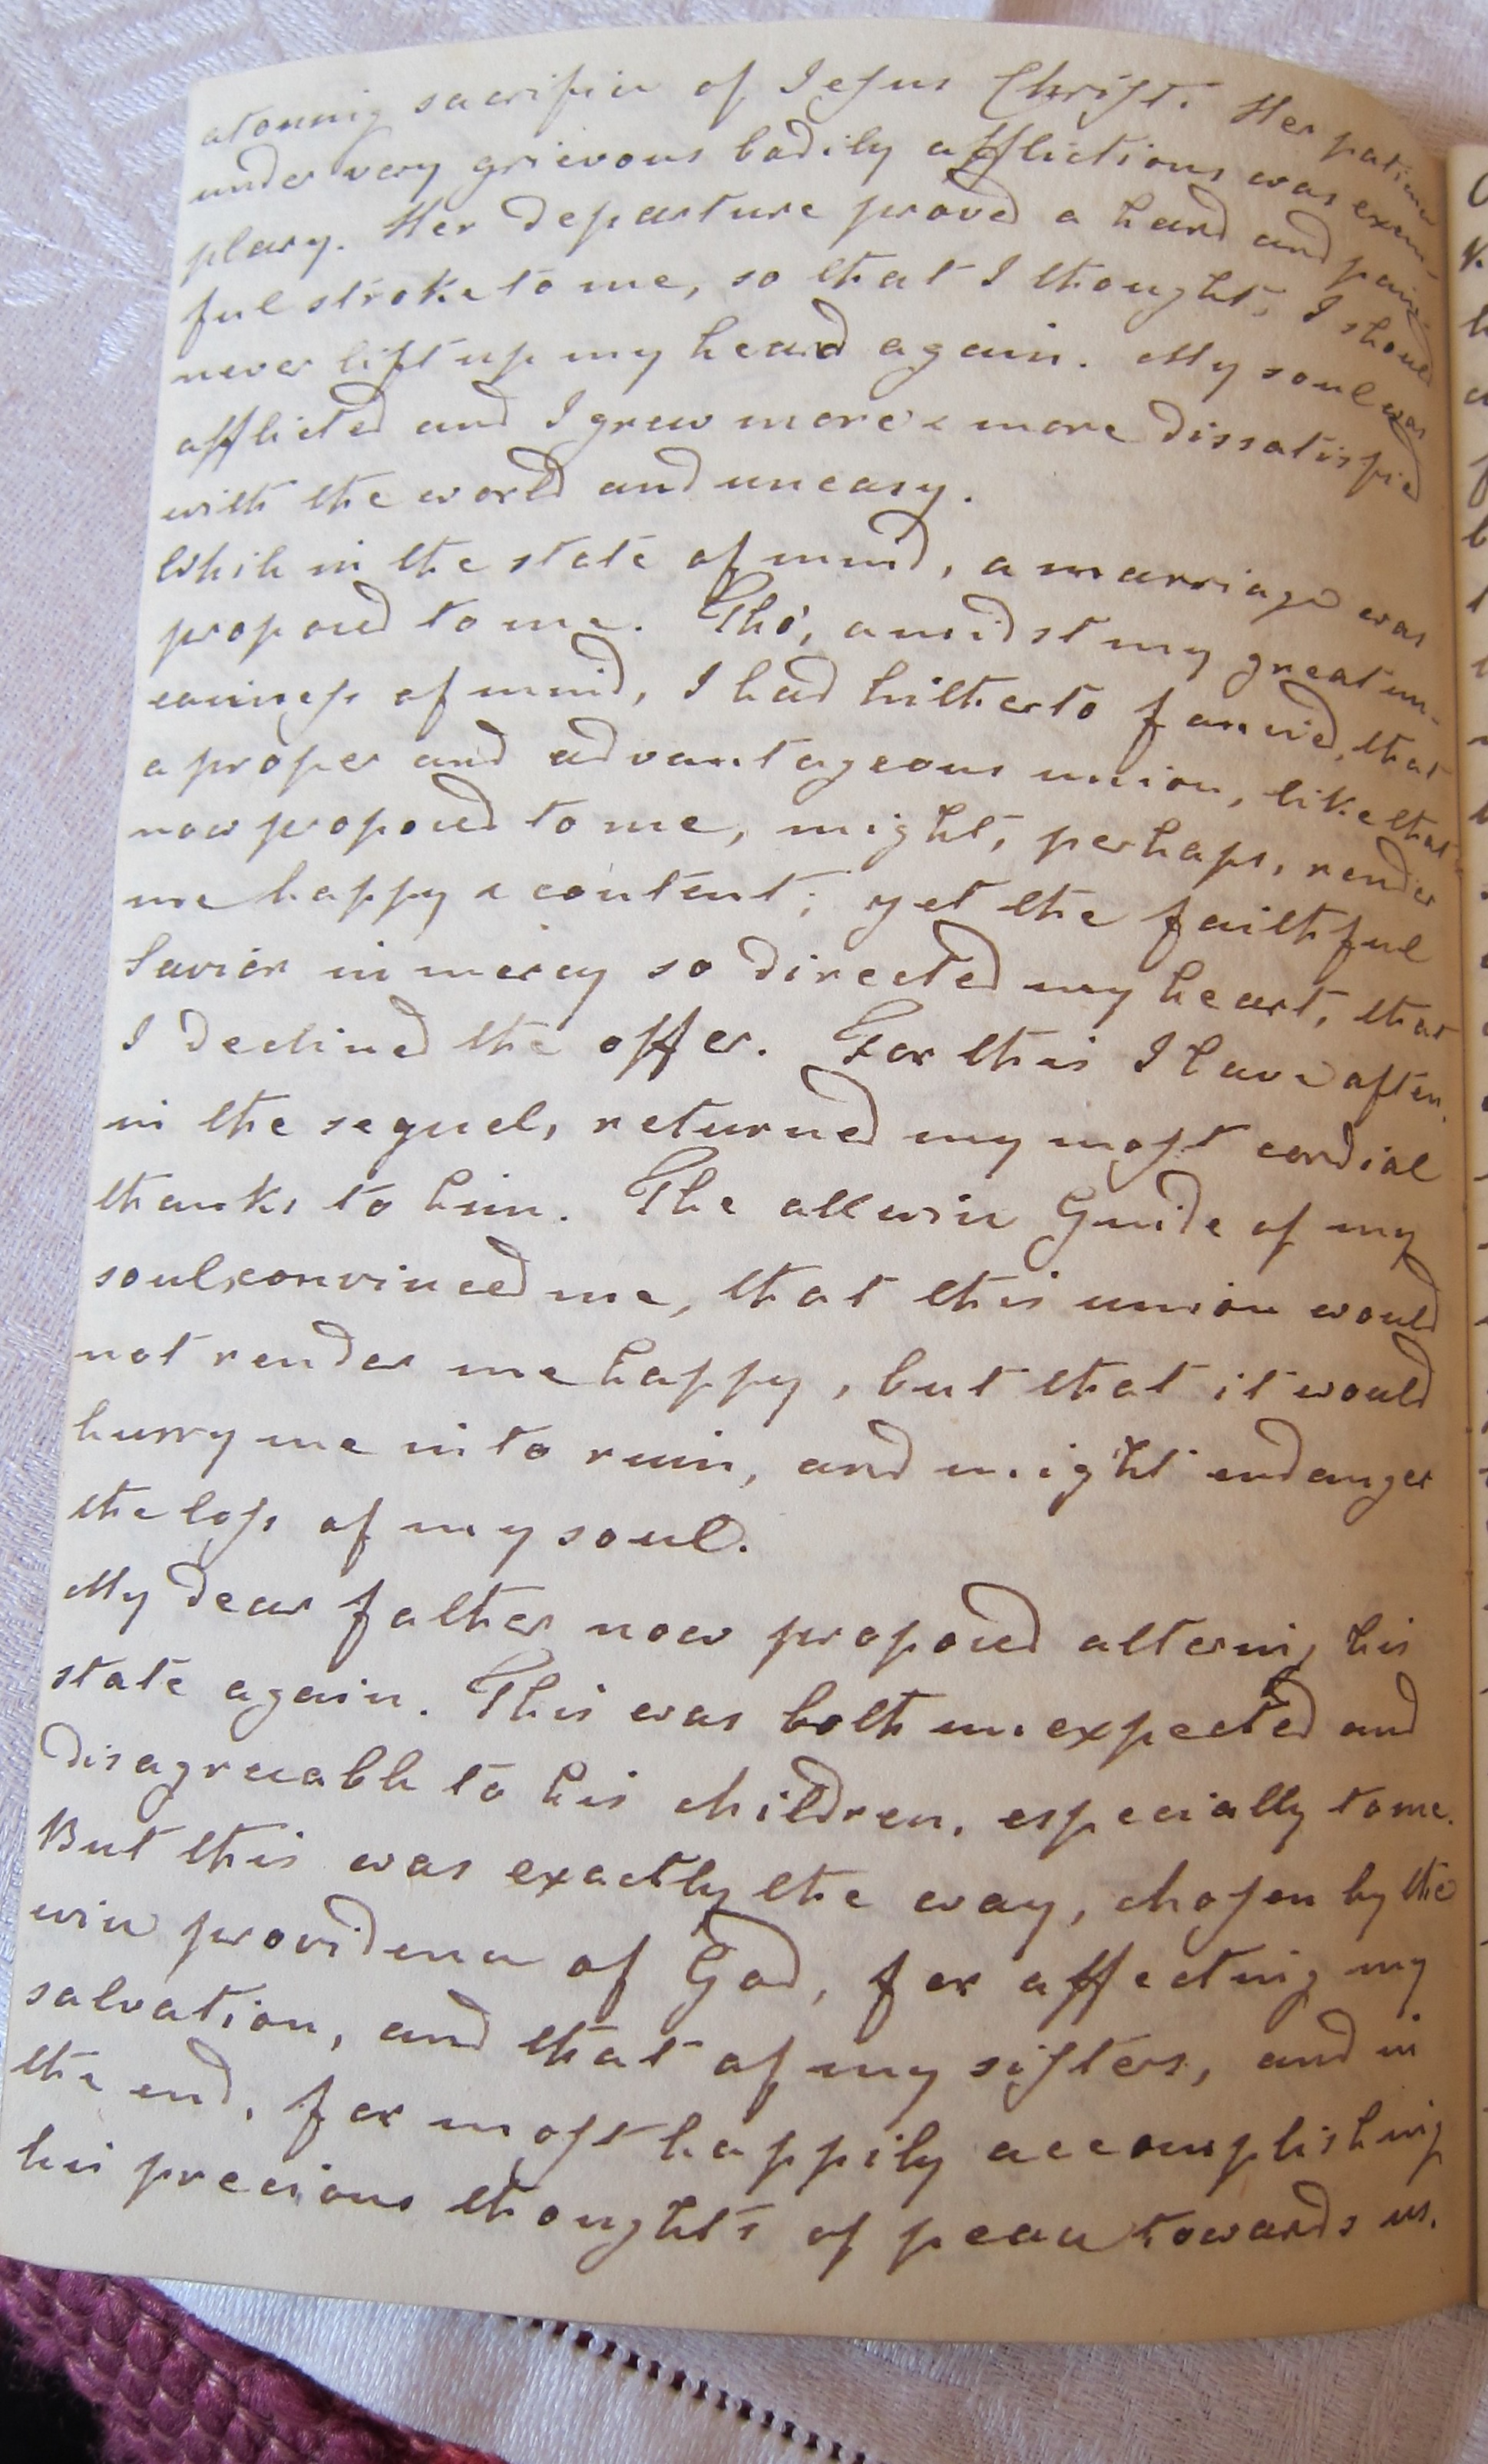 atoning sacrifice of Jesus Christ. Her patience
under very grievous bodily afflictions was exem-
plary. Her departure proved a hard and pain-
ful stroke to me, so that I thought, I should
never lift up my head again. My soul was
afflicted and I grew more & more dissatisfied
with the world and uneasy.
While in the state of mind, a marriage was
proposed to me. Tho', amidst my great un-
easiness of mind, I had hitherto fancied, that
a proper and advantageous union, like that
now proposed to me, might, perhaps, render
me happy & content; yet the faithful
Savior in mercy so directed my heart, that
I declined the offer. For this I have often,
in the sequel, returned my most cordial
thanks to him. The allwise Guide of my
soul, convinced me, that this union would
not render me happy, but that it would
hurry me into ruin, and might endanger
the loss of my soul.
My dear father now proposed altering his
state again. This was both unexpected and
disagreeable to his children, especially to me.
But this was exactly the way, chosen by the
wise providence of God, for affecting my
salvation, and that of my sisters, and in
the end, for most happily accomplishing
his precious thoughts of peace towards us.